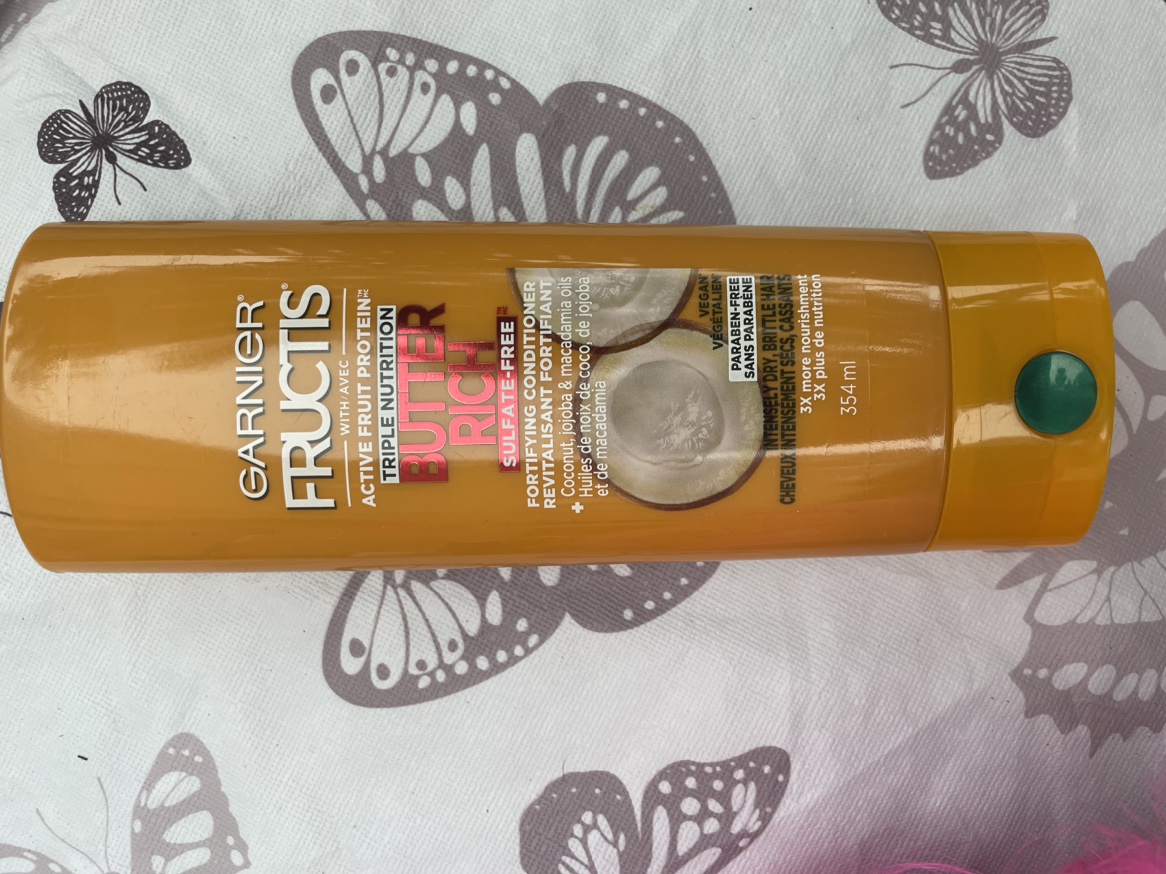 GARNIER®
FRUCTIS®
WITH / AVEC
ACTIVE FRUIT PROTEIN™
TRIPLE NUTRITION
BUTTER
RICH
SULFATE-FREE
FORTIFYING CONDITIONER
REVITALISANT FORTIFIANT
+ Coconut, jojoba & macadamia oils
Huiles de noix de coco, de jojoba
et de macadamia
VEGAN
VÉGÉTALIEN
PARABEN-FREE
SANS PARABÈNE
INTENSELY DRY, BRITTLE HAIR
CHEVEUX INTENSÉMENT SECS, CASSANTS
3X more nourishment
3X plus de nutrition
354 ml